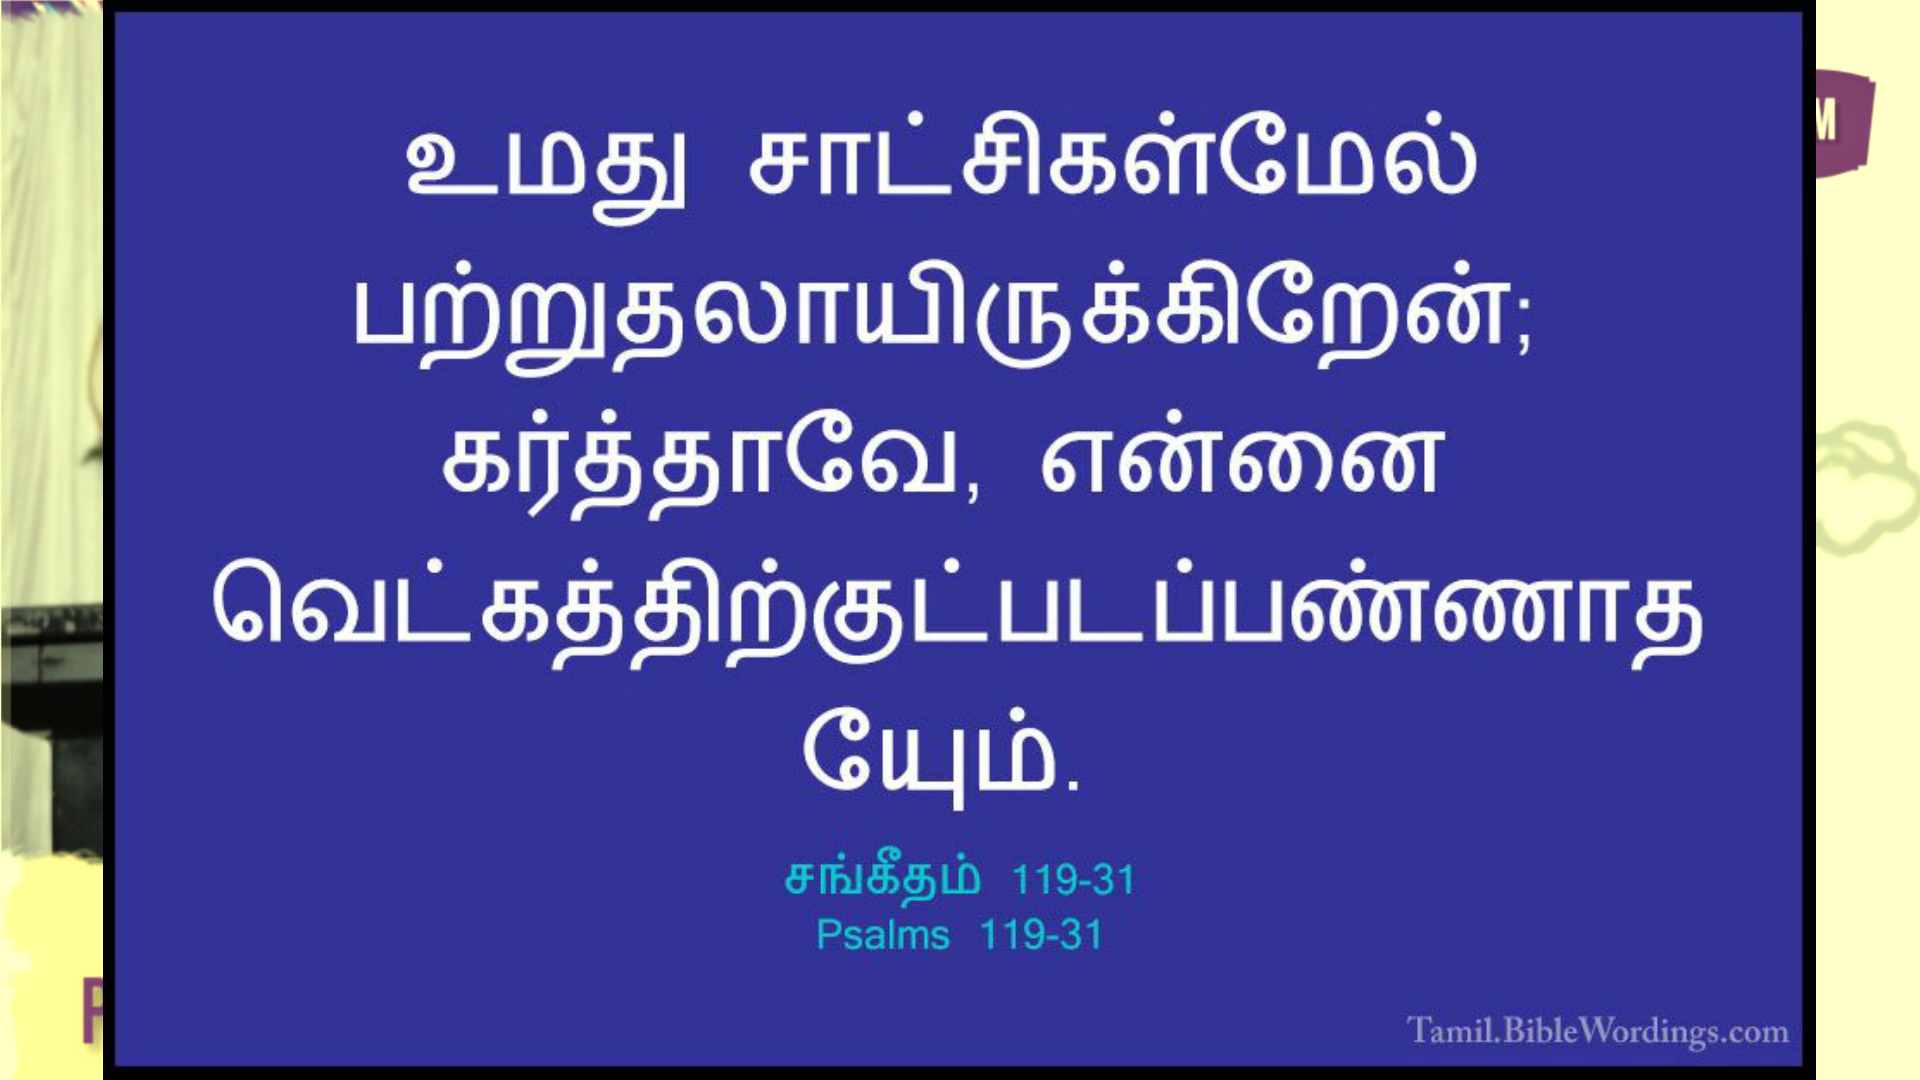 உமது சாட்சிகள்மேல்
பற்றுதலாயிருக்கிறேன்;
கர்த்தாவே, என்னை
வெட்கத்திற்குட்படப்பண்ணாத
யேும்.
சங்கீதம் 119-31
Psalms 119-31
Tamil.BibleWordings.com